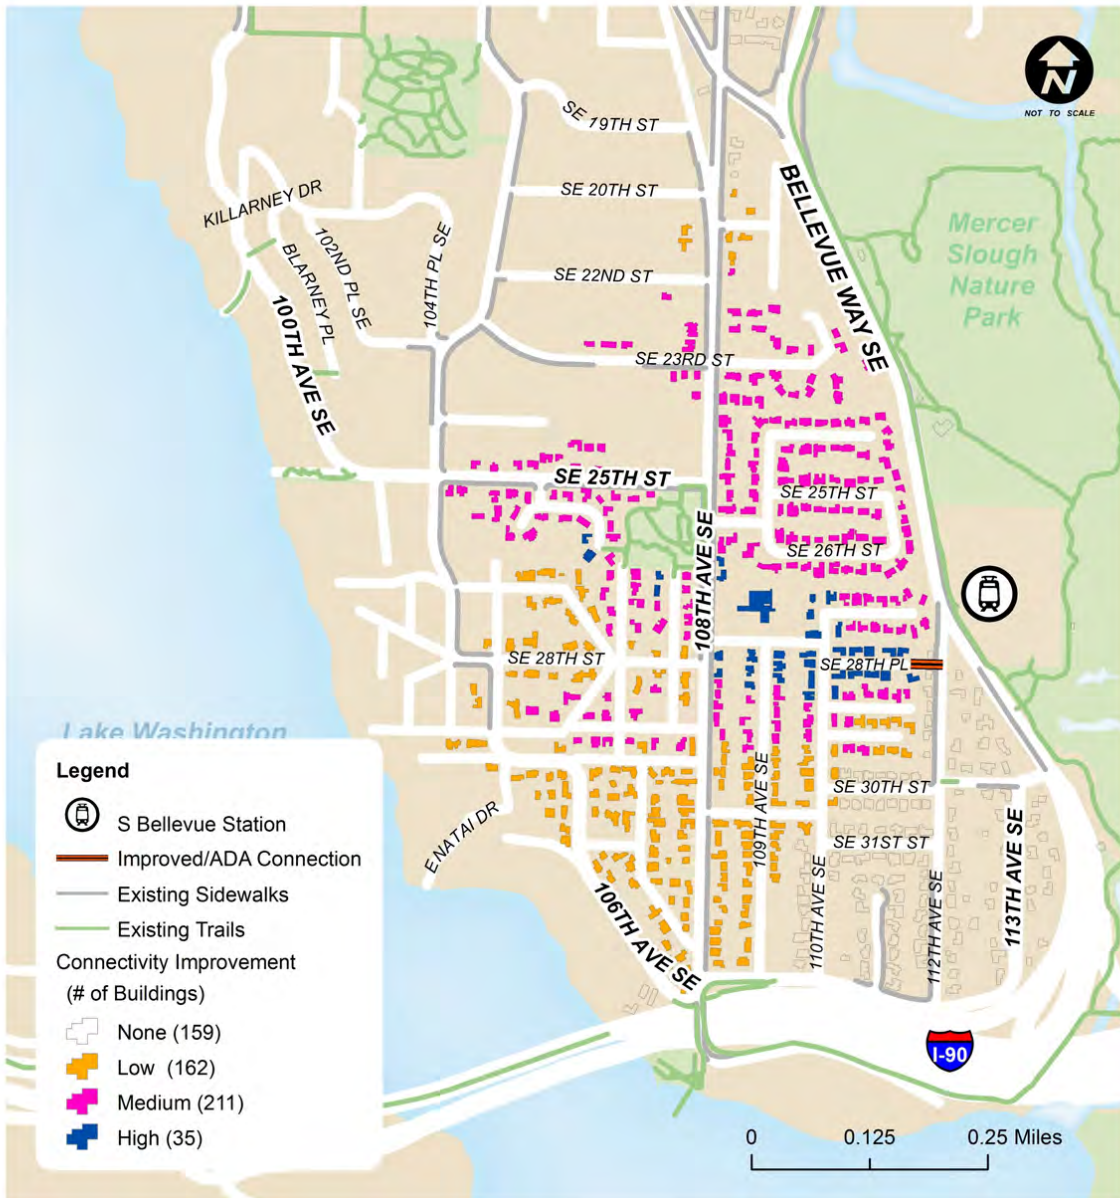 N
NOT TO SCALE
SE 19TH ST
SE 20TH ST
KILLARNEY DR
BELLEVUE WAY SE
Mercer
Slough
Nature
Park
102ND PL SE
BLARNEY PL
104TH PL SE
SE 22ND ST
100TH AVE SE
SE 23RD ST
SE 25TH ST
SE 25TH ST
108TH AVE SE
SE 26TH ST
SE 28TH ST
SE 28TH PL
Lake Washington
109TH AVE SE
SE 30TH ST
ENATAI DR
SE 31ST ST
113TH AVE SE
106TH AVE SE
110TH AVE SE
112TH AVE SE
I-90
Legend
S Bellevue Station
Improved/ADA Connection
Existing Sidewalks
Existing Trails
Connectivity Improvement
(# of Buildings)
None (159)
Low (162)
Medium (211)
High (35)
0 0.125 0.25 Miles